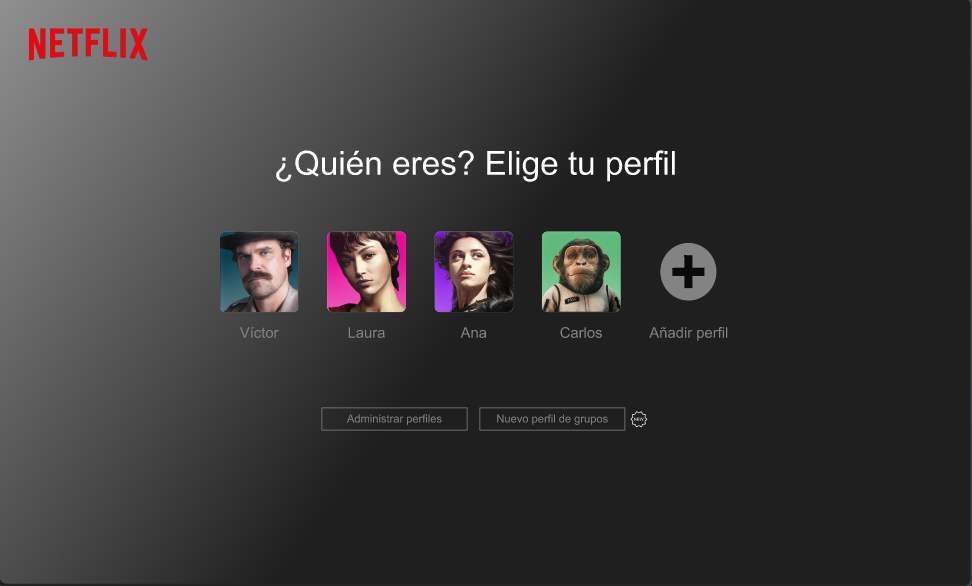 NETFLIX
¿Quién eres? Elige tu perfil
Víctor
Laura
Ana
Carlos
Añadir perfil
Administrar perfiles
Nuevo perfil de grupos
NEW